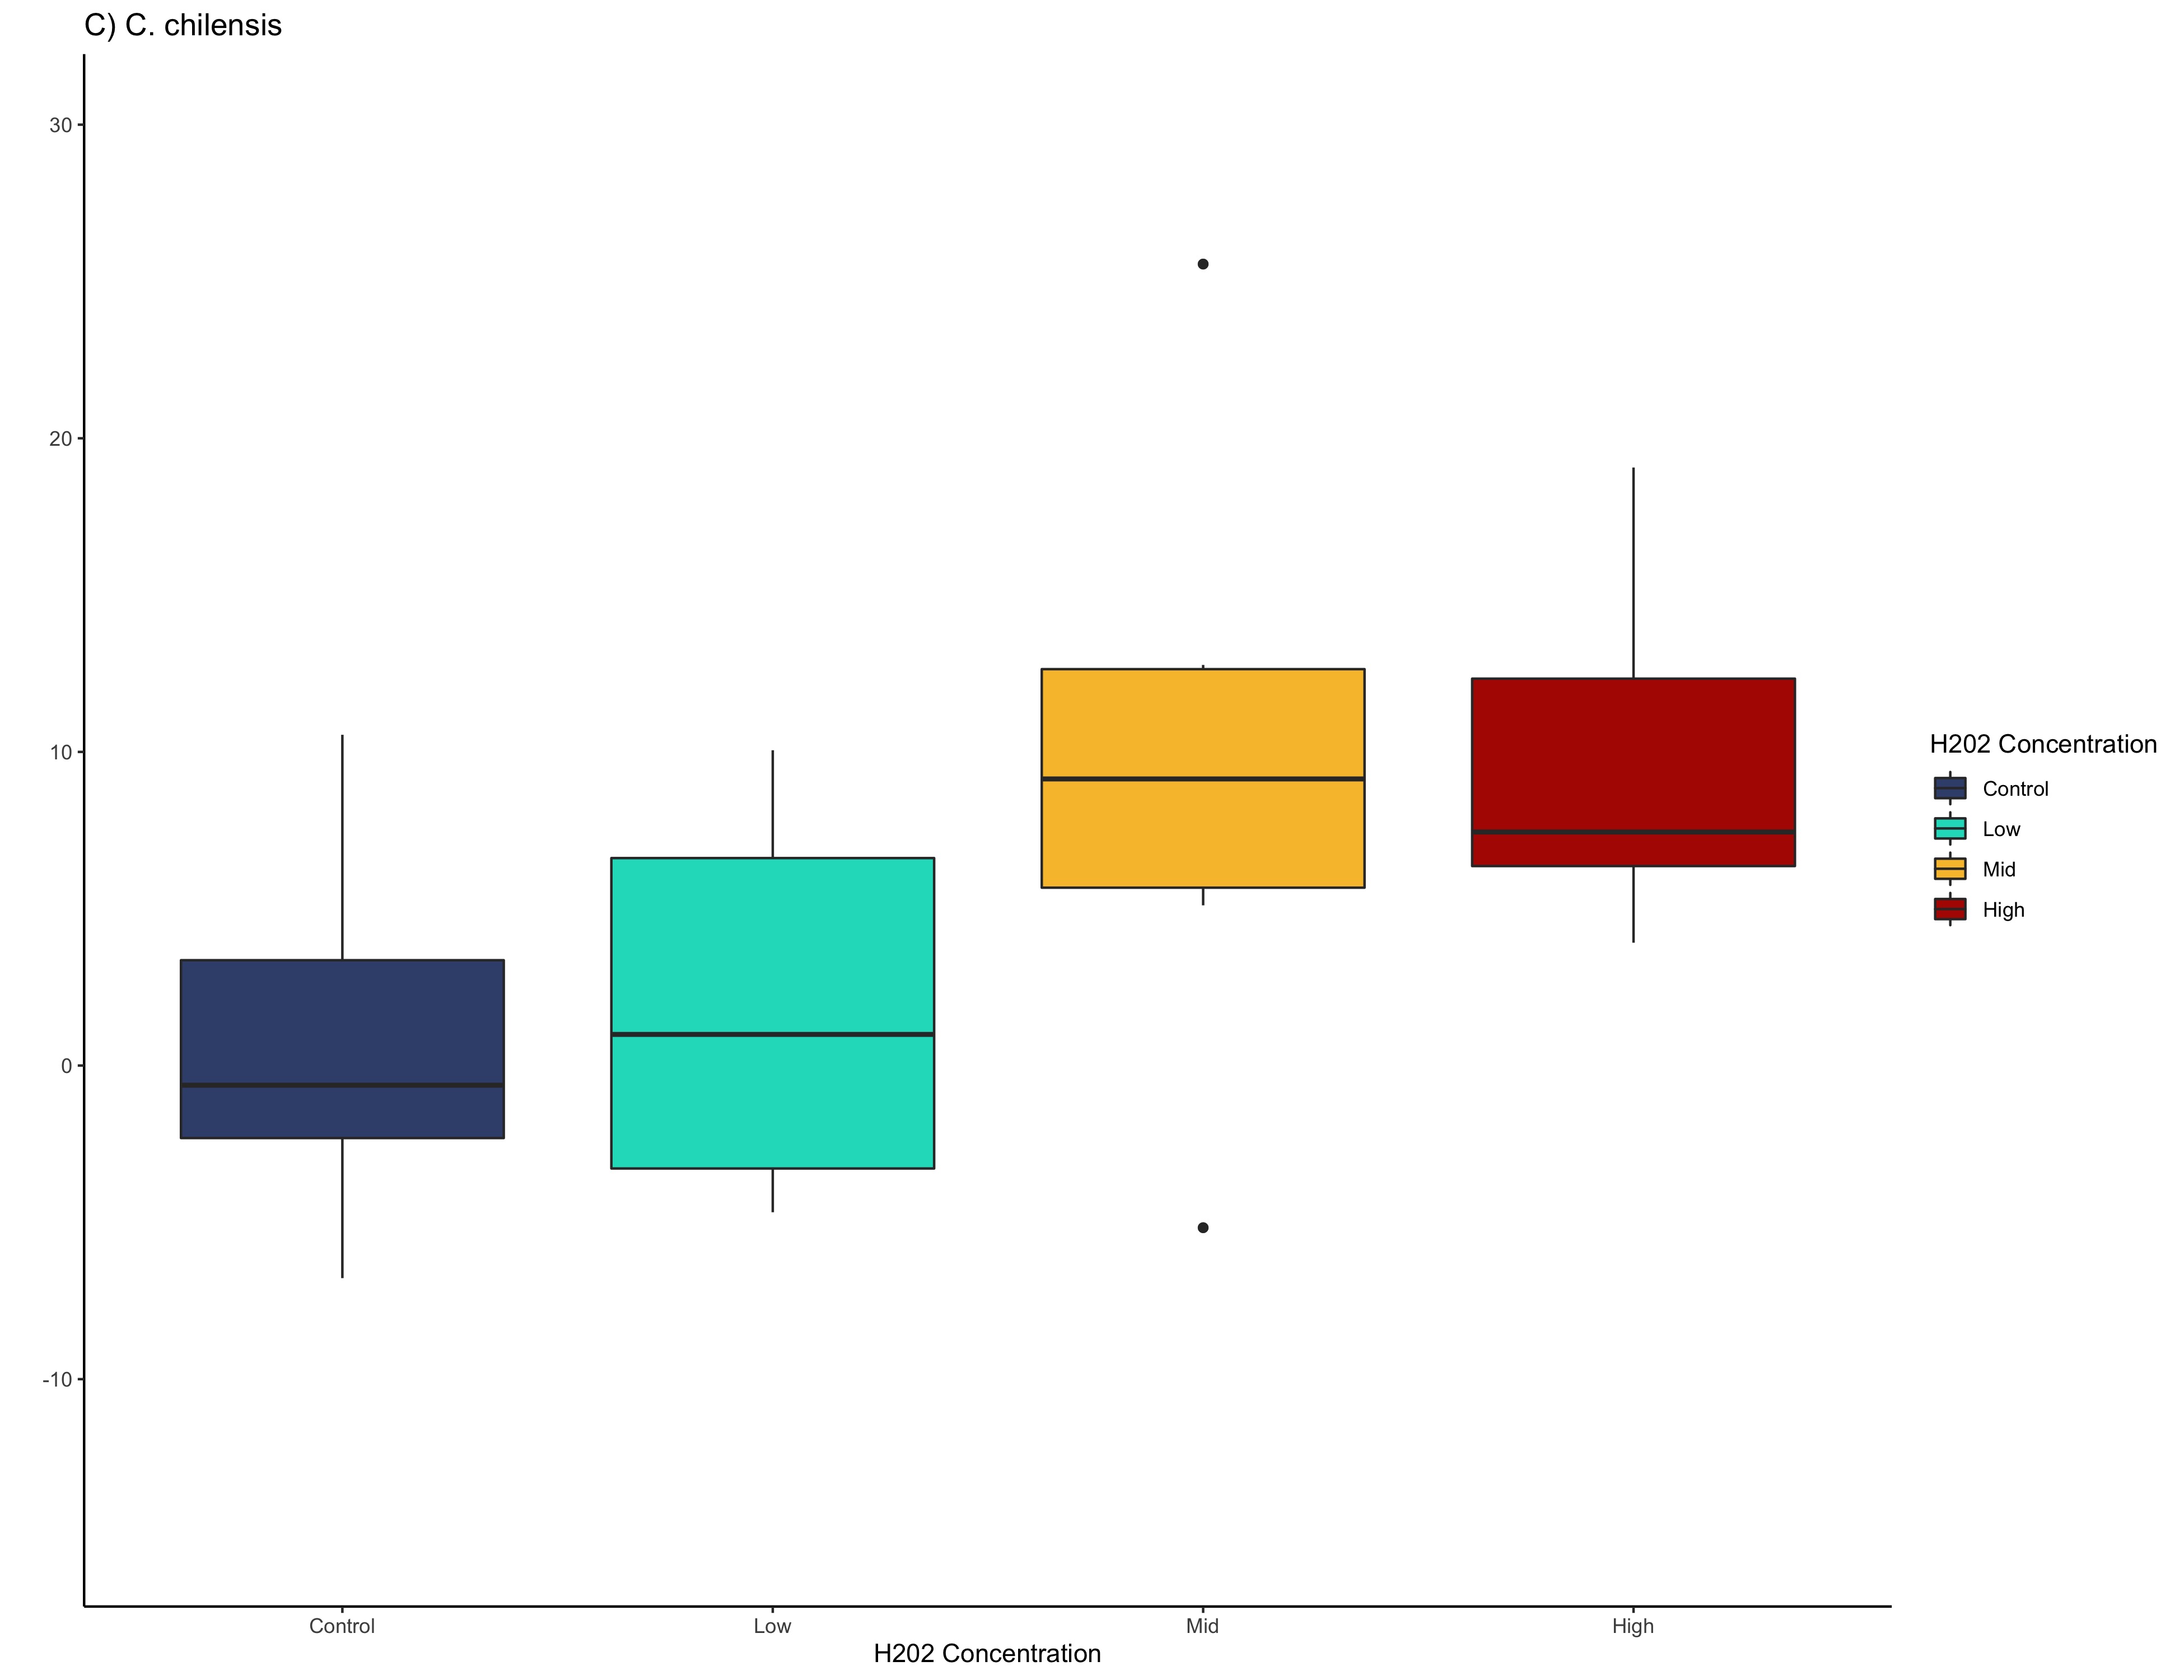 C) C. chilensis
30
20
10
0
-10
Control
Low
Mid
High
H202 Concentration
H202 Concentration
Control
Low
Mid
High